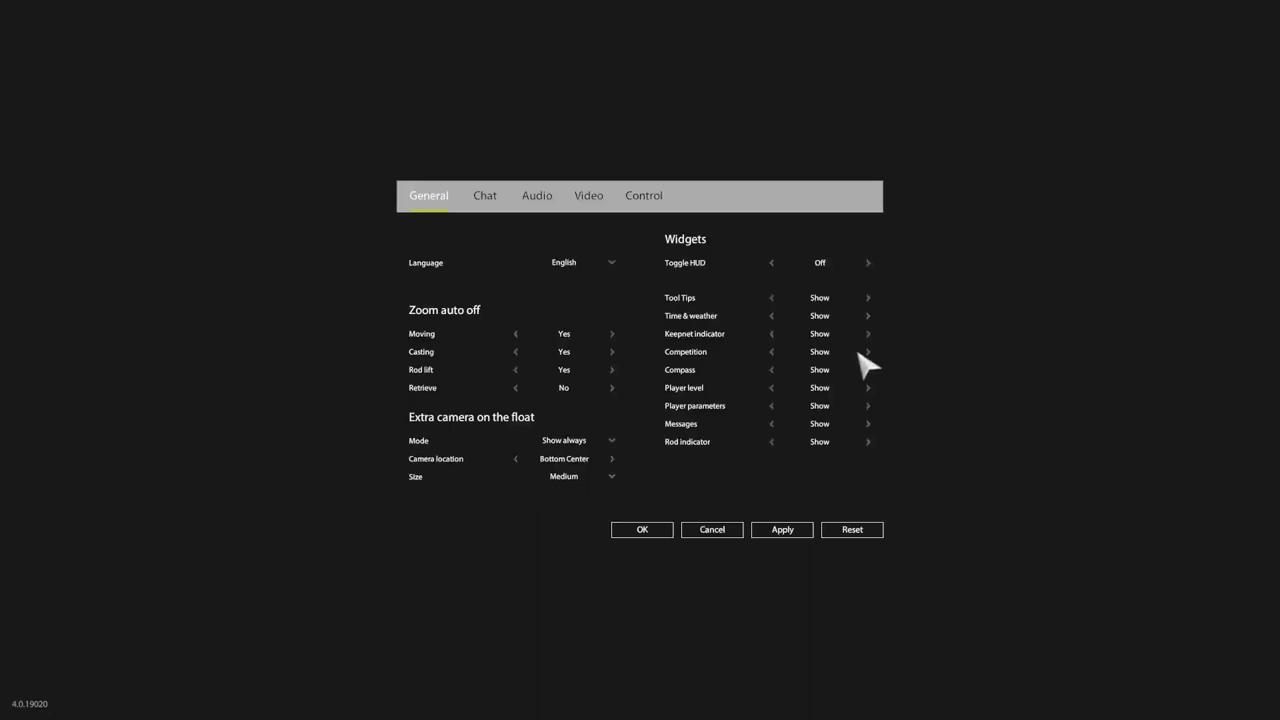 General Chat Audio Video Control
Widgets
Language English
Toggle HUD Off
Zoom auto off
Tool Tips Show
Time & weather Show
Moving Yes
Keepnet indicator Show
Casting Yes
Competition Show
Rod lift Yes
Compass Show
Retrieve No
Player level Show
Player parameters Show
Extra camera on the float
Messages Show
Mode Show always
Rod indicator Show
Camera location Bottom Center
Size Medium
OK Cancel Apply Reset
4.0.19020